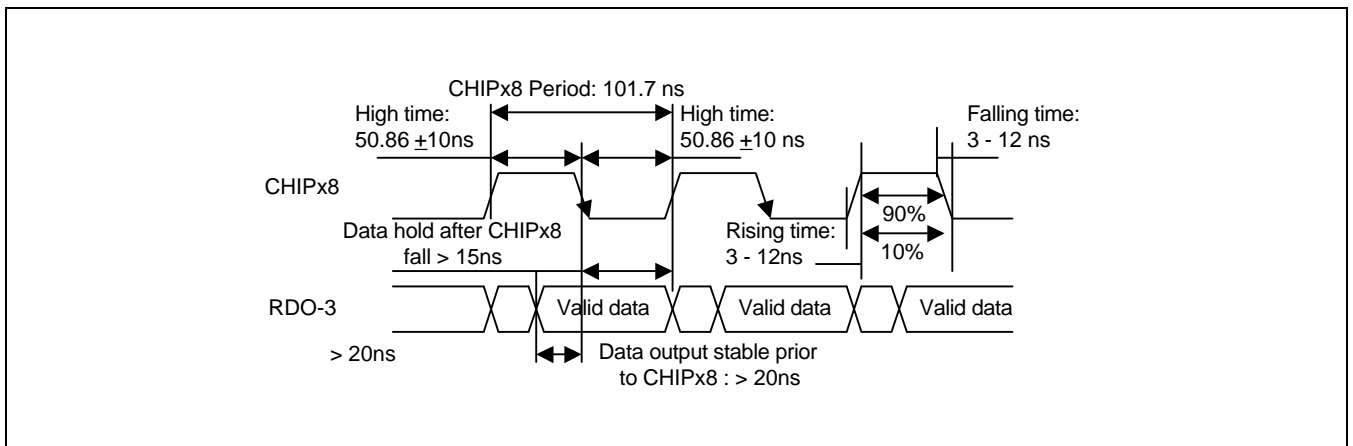 CHIPx8 Period: 101.7 ns
High time:
50.86 ±10ns
High time:
50.86 ±10 ns
Falling time:
3 - 12 ns
CHIPx8
90%
10%
Data hold after CHIPx8
fall > 15ns
Rising time:
3 - 12ns
RDO-3
Valid data
Valid data
Valid data
> 20ns
Data output stable prior
to CHIPx8 : > 20ns